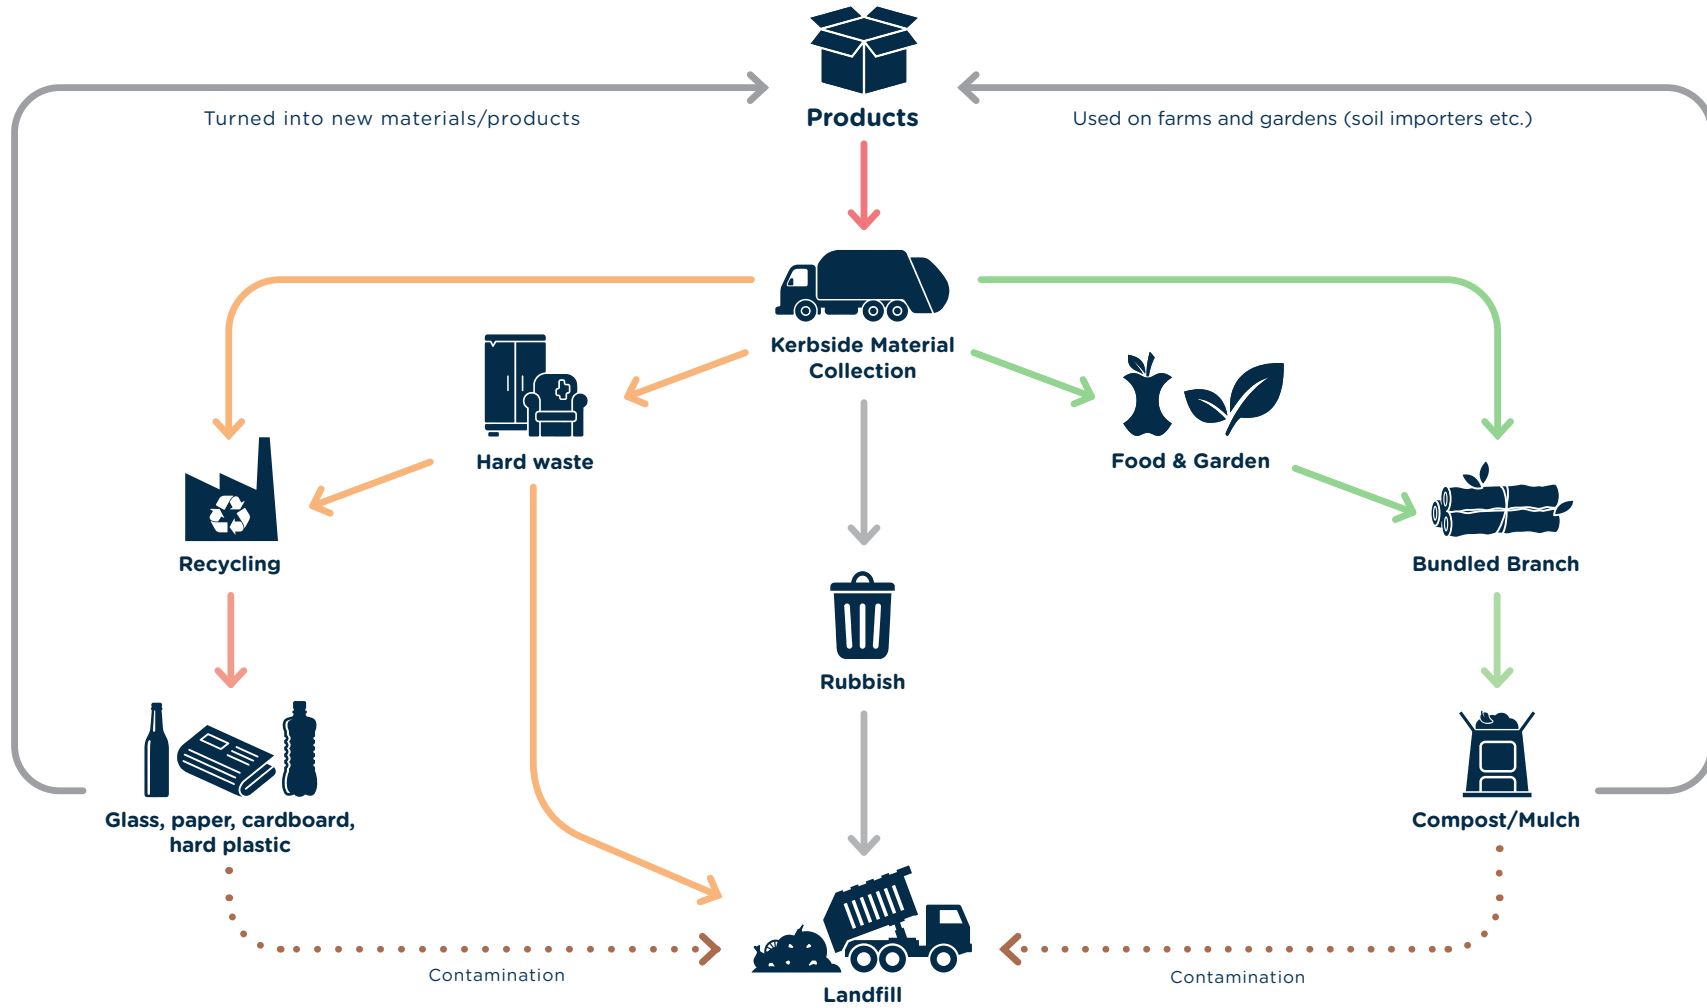 Products
Turned into new materials/products
Used on farms and gardens (soil importers etc.)
Kerbside Material
Collection
Hard waste
Food & Garden
Recycling
Bundled Branch
Rubbish
Glass, paper, cardboard,
hard plastic
Compost/Mulch
Contamination
Contamination
Landfill